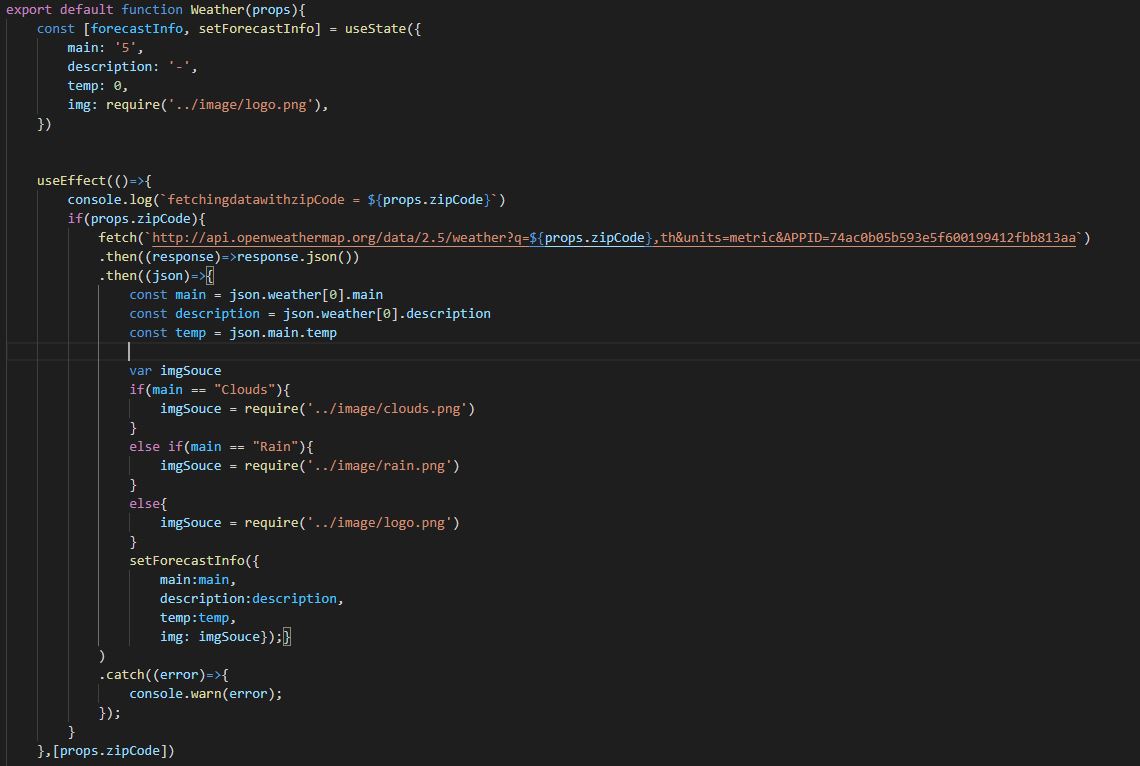 export default function Weather(props){
const [forecastInfo, setForecastInfo] = useState({
main: '5',
description: '-',
temp: 0,
img: require('../image/logo.png'),
})
useEffect(()=>{
console.log(`fetchingdatawithzipCode = ${props.zipCode}`)
if(props.zipCode){
fetch(`http://api.openweathermap.org/data/2.5/weather?q=${props.zipCode},th&units=metric&APPID=74ac0b05b593e5f600199412fbb813aa`)
.then((response)=>response.json())
.then((json)=>{
const main = json.weather[0].main
const description = json.weather[0].description
const temp = json.main.temp
var imgSouce
if(main == "Clouds"){
imgSouce = require('../image/clouds.png')
}
else if(main == "Rain"){
imgSouce = require('../image/rain.png')
}
else{
imgSouce = require('../image/logo.png')
}
setForecastInfo({
main:main,
description:description,
temp:temp,
img: imgSouce});}
)
.catch((error)=>{
console.warn(error);
});
}
},[props.zipCode])